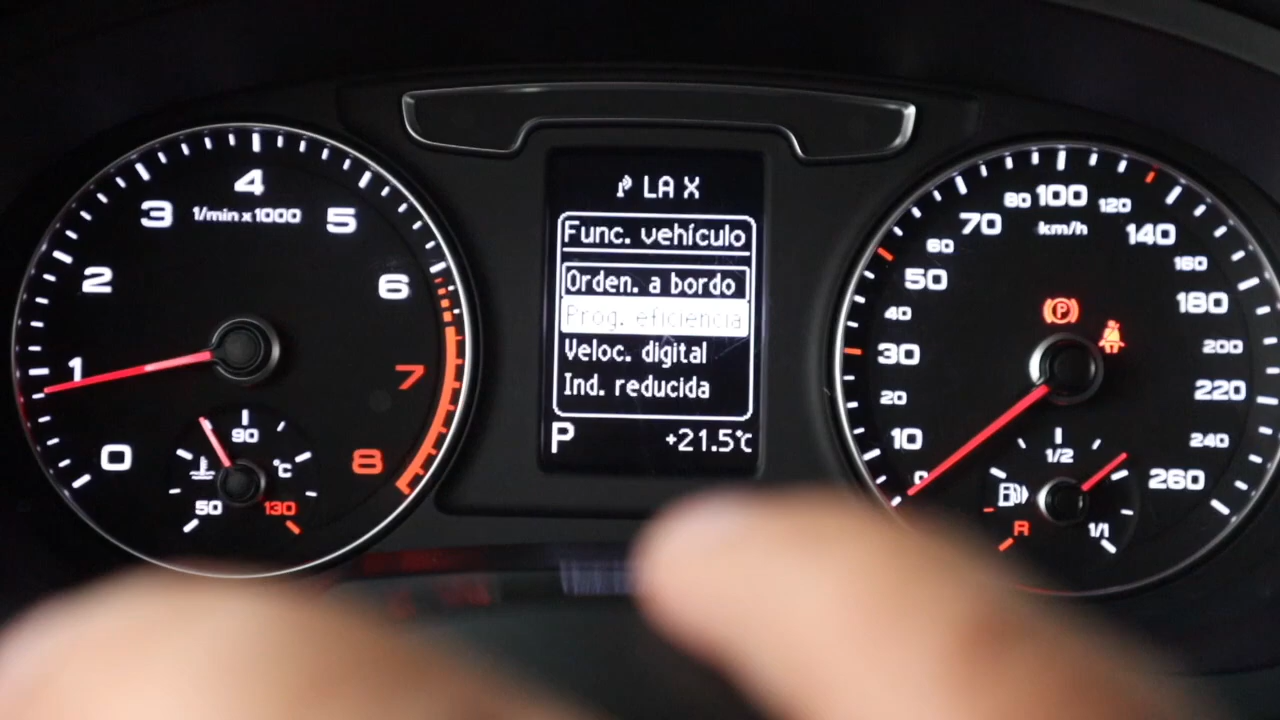 LA X
Func. vehículo
Orden. a bordo
Prog. eficiencia
Veloc. digital
Ind. reducida
P +21.5°C
1/min x 1000
0 1 2 3 4 5 6 7 8
50 90 130 °C
km/h
0 10 20 30 40 50 60 70 80 100 120 140 160 180 200 220 240 260
(P)
R 1/2 1/1